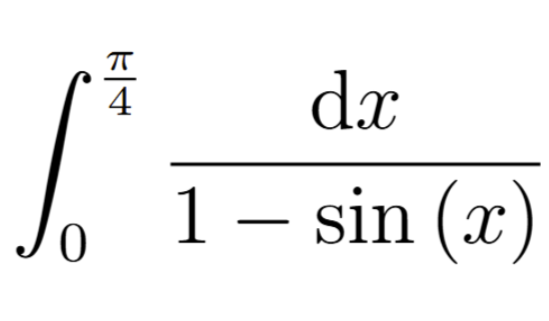 ∫₀^{π/4} dx / (1 − sin (x))